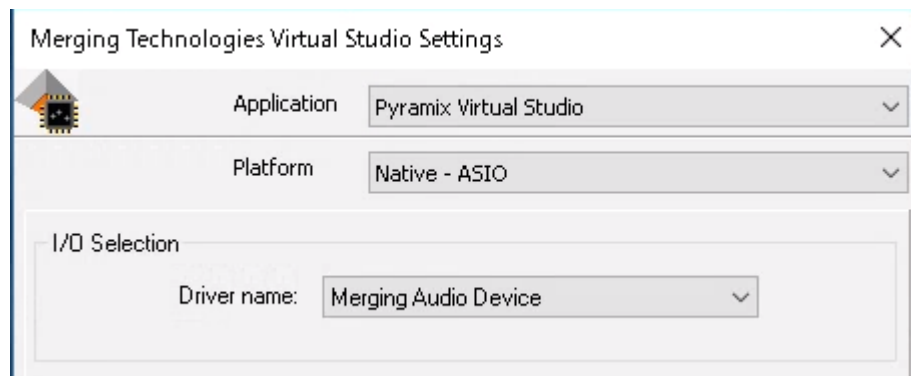 Merging Technologies Virtual Studio Settings
Application Pyramix Virtual Studio
Platform Native - ASIO
I/O Selection
Driver name: Merging Audio Device